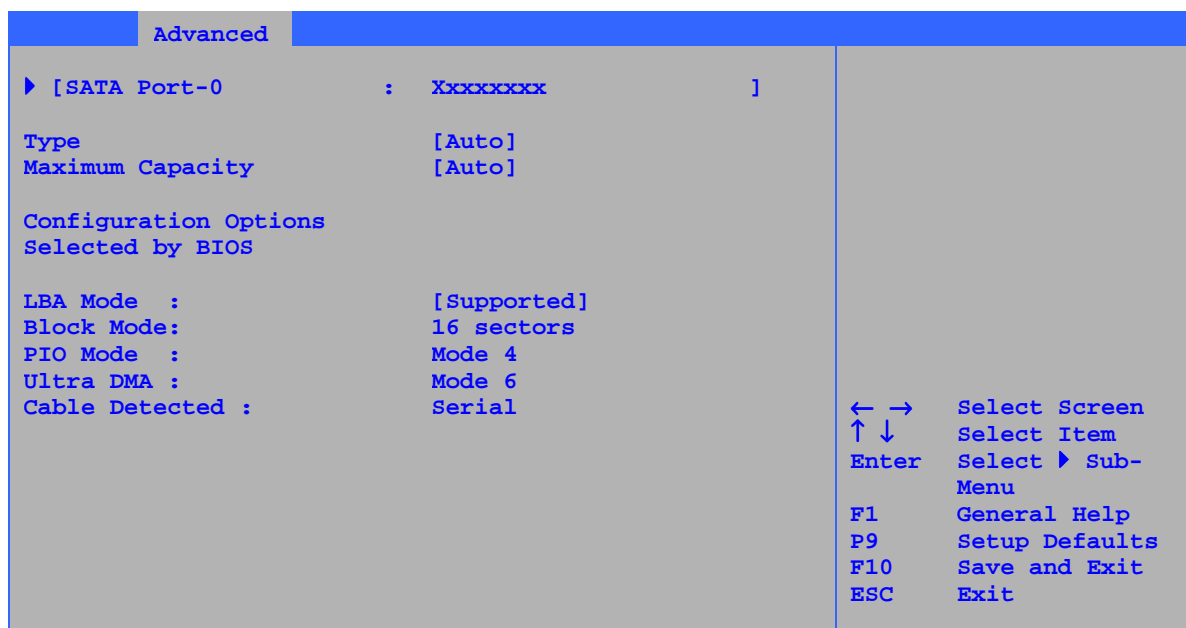 Advanced
[SATA Port-0 : Xxxxxxxx ]
Type [Auto]
Maximum Capacity [Auto]
Configuration Options
Selected by BIOS
LBA Mode : [Supported]
Block Mode: 16 sectors
PIO Mode : Mode 4
Ultra DMA : Mode 6
Cable Detected : Serial
← → Select Screen
↑ ↓ Select Item
Enter Select Sub-
Menu
F1 General Help
P9 Setup Defaults
F10 Save and Exit
ESC Exit